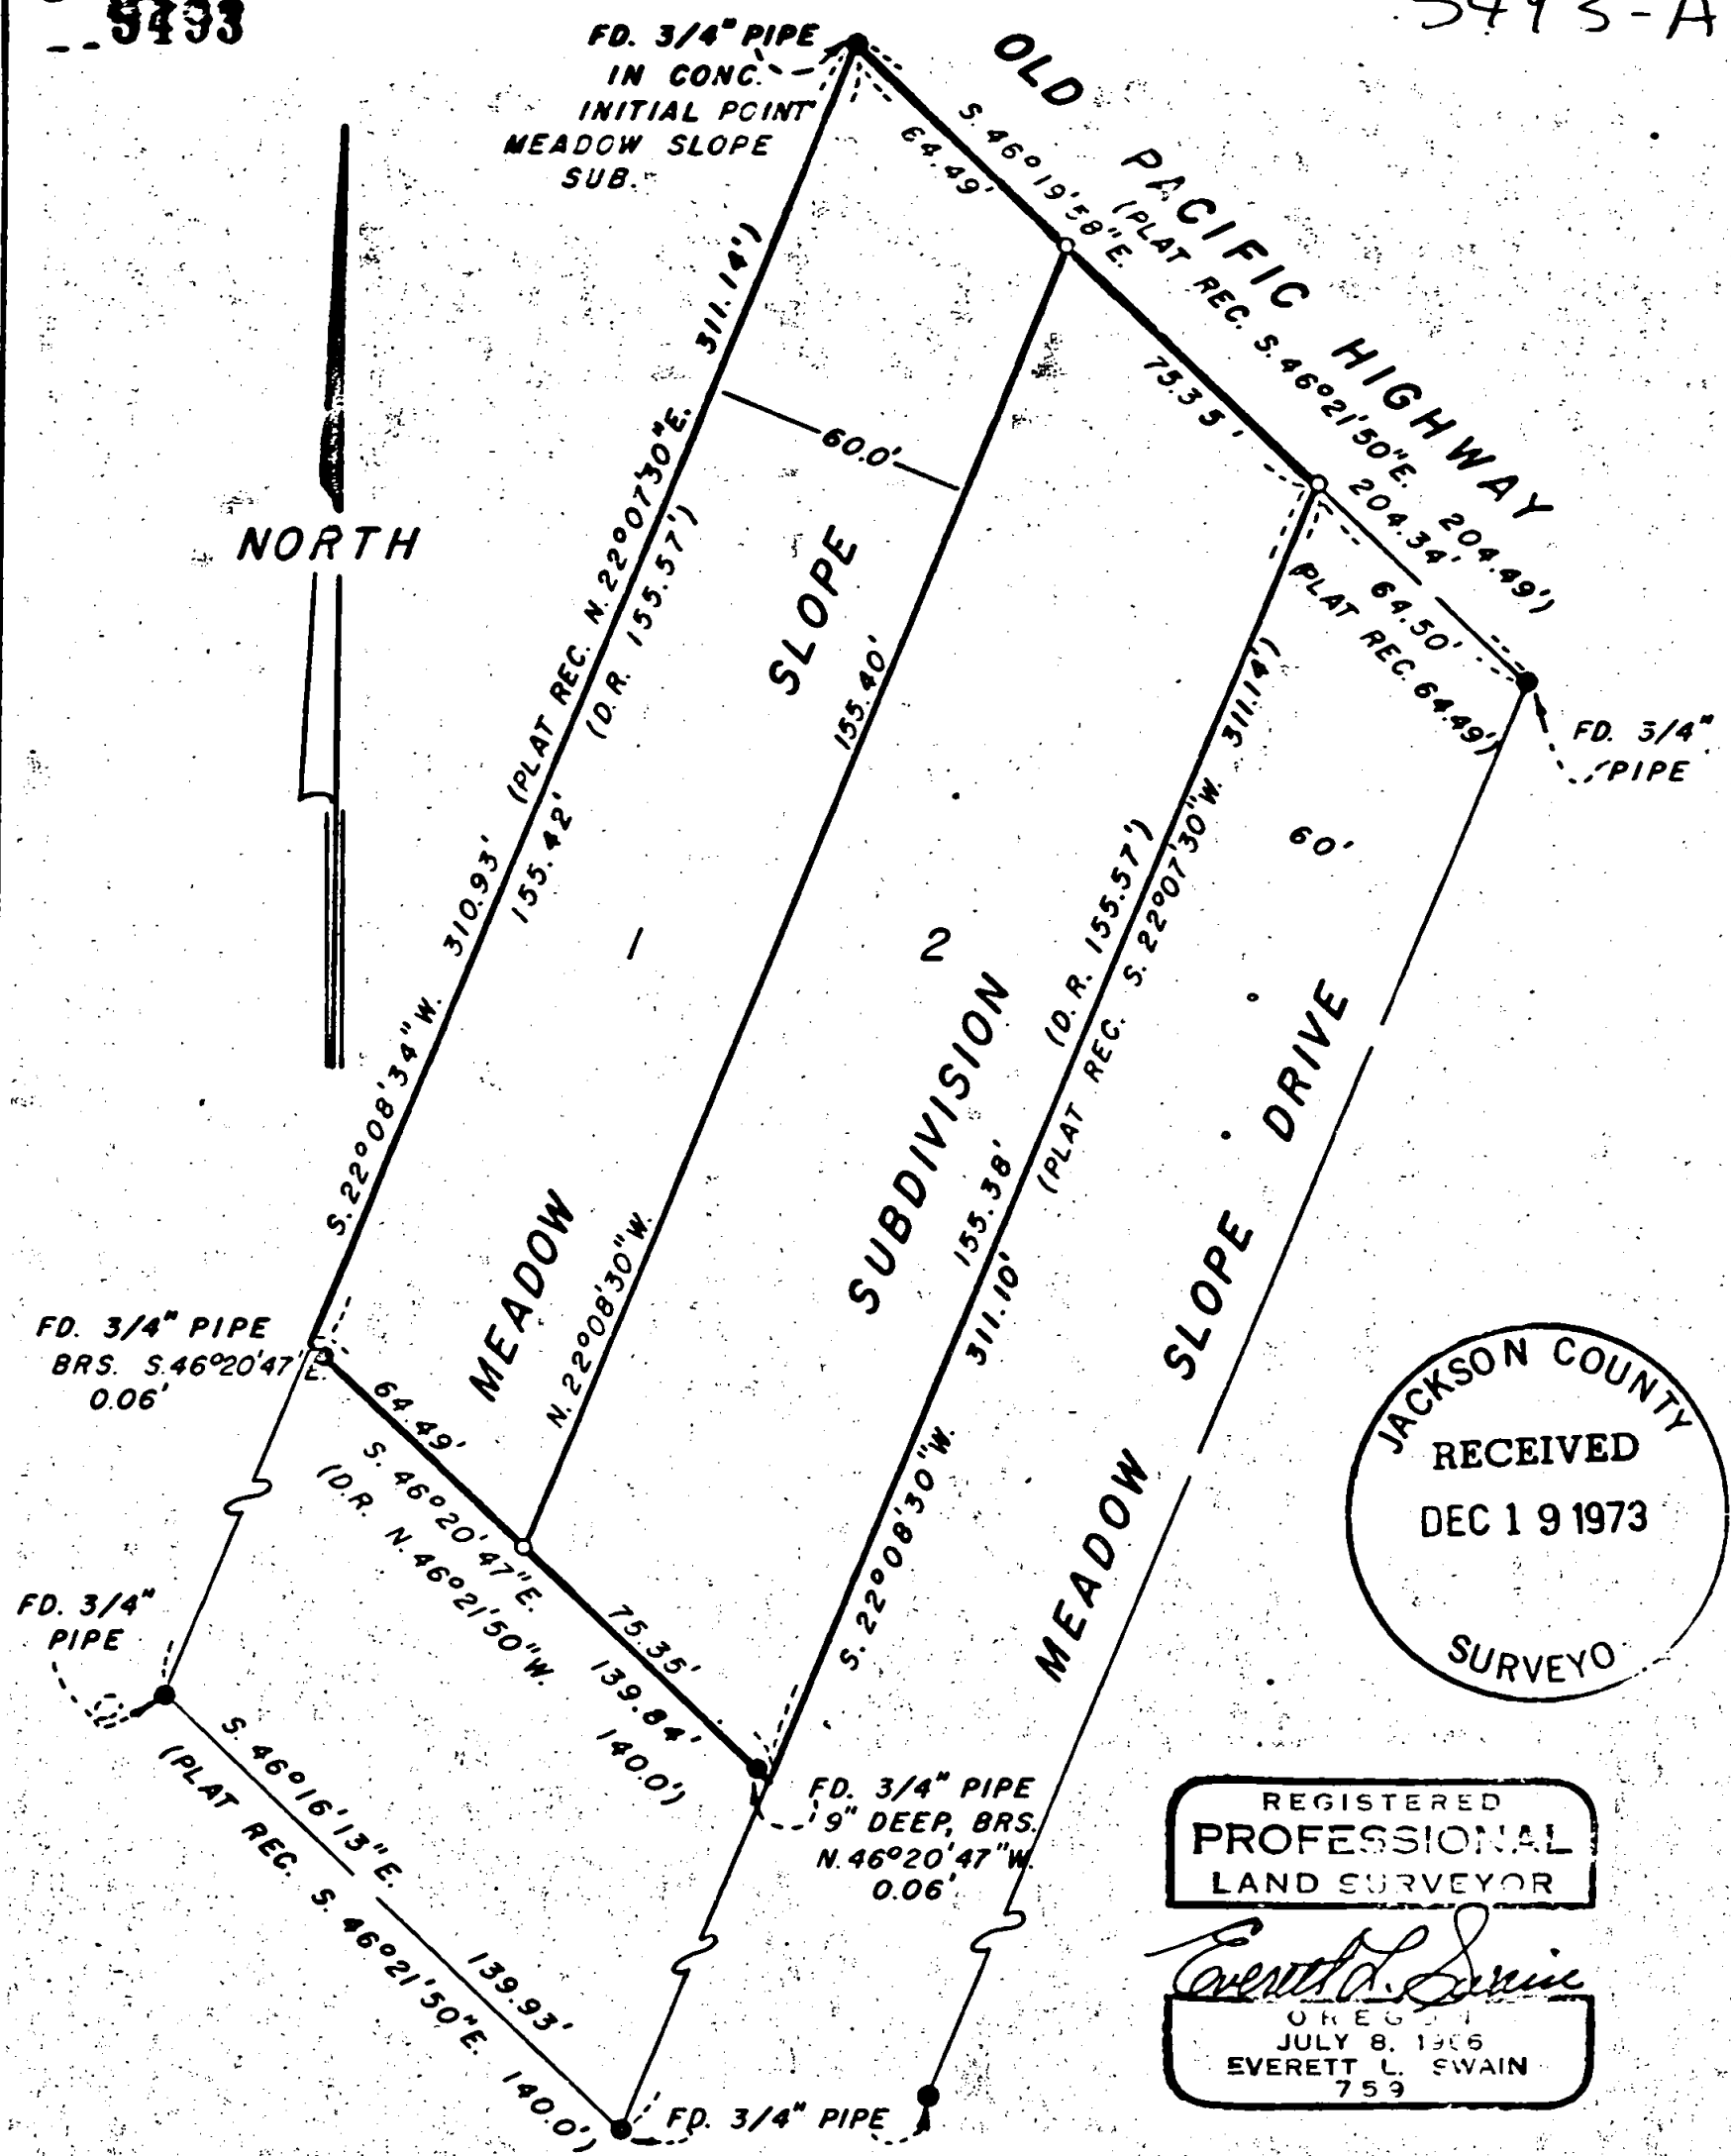 9493
5493-A
FD. 3/4" PIPE
IN CONC.
INITIAL POINT
MEADOW SLOPE
SUB.
OLD PACIFIC HIGHWAY
S. 46°19'58"E. 204.34'
(PLAT REC. S. 46°21'50"E. 204.49')
64.49'
75.35'
64.50'
(PLAT REC. 64.49')
FD. 3/4"
PIPE
NORTH
S. 22°08'34"W. 310.93' (PLAT REC. N. 22°07'30"E. 311.14')
155.42' (D.R. 155.57')
60.0'
MEADOW SLOPE
SUBDIVISION
N. 22°08'30"W. 155.40'
1
2
155.38' (D.R. 155.57')
S. 22°08'30"W. 311.10' (PLAT REC. S. 22°07'30"W. 311.14')
60'
MEADOW SLOPE DRIVE
FD. 3/4" PIPE
BRS. S.46°20'47"E.
0.06'
64.49'
75.35'
S. 46°20'47"E. 139.84'
(D.R. N. 46°21'50"W. 140.0')
FD. 3/4"
PIPE
S. 46°16'13"E. 139.93'
(PLAT REC. S. 46°21'50"E. 140.0')
FD. 3/4" PIPE
9" DEEP, BRS.
N. 46°20'47"W.
0.06'
FD. 3/4" PIPE
JACKSON COUNTY
RECEIVED
DEC 19 1973
SURVEYO
REGISTERED
PROFESSIONAL
LAND SURVEYOR
Everett L. Swain
OREGON
JULY 8, 1966
EVERETT L. SWAIN
759